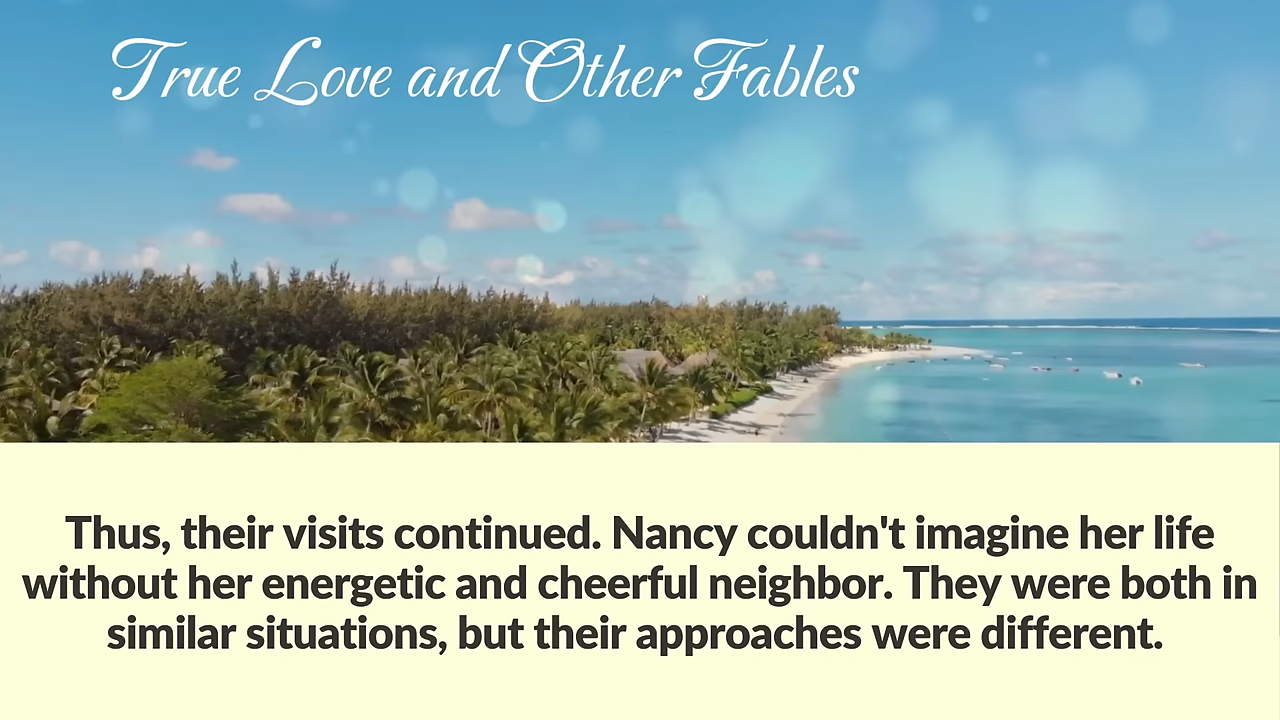 True Love and Other Fables
Thus, their visits continued. Nancy couldn't imagine her life
without her energetic and cheerful neighbor. They were both in
similar situations, but their approaches were different.